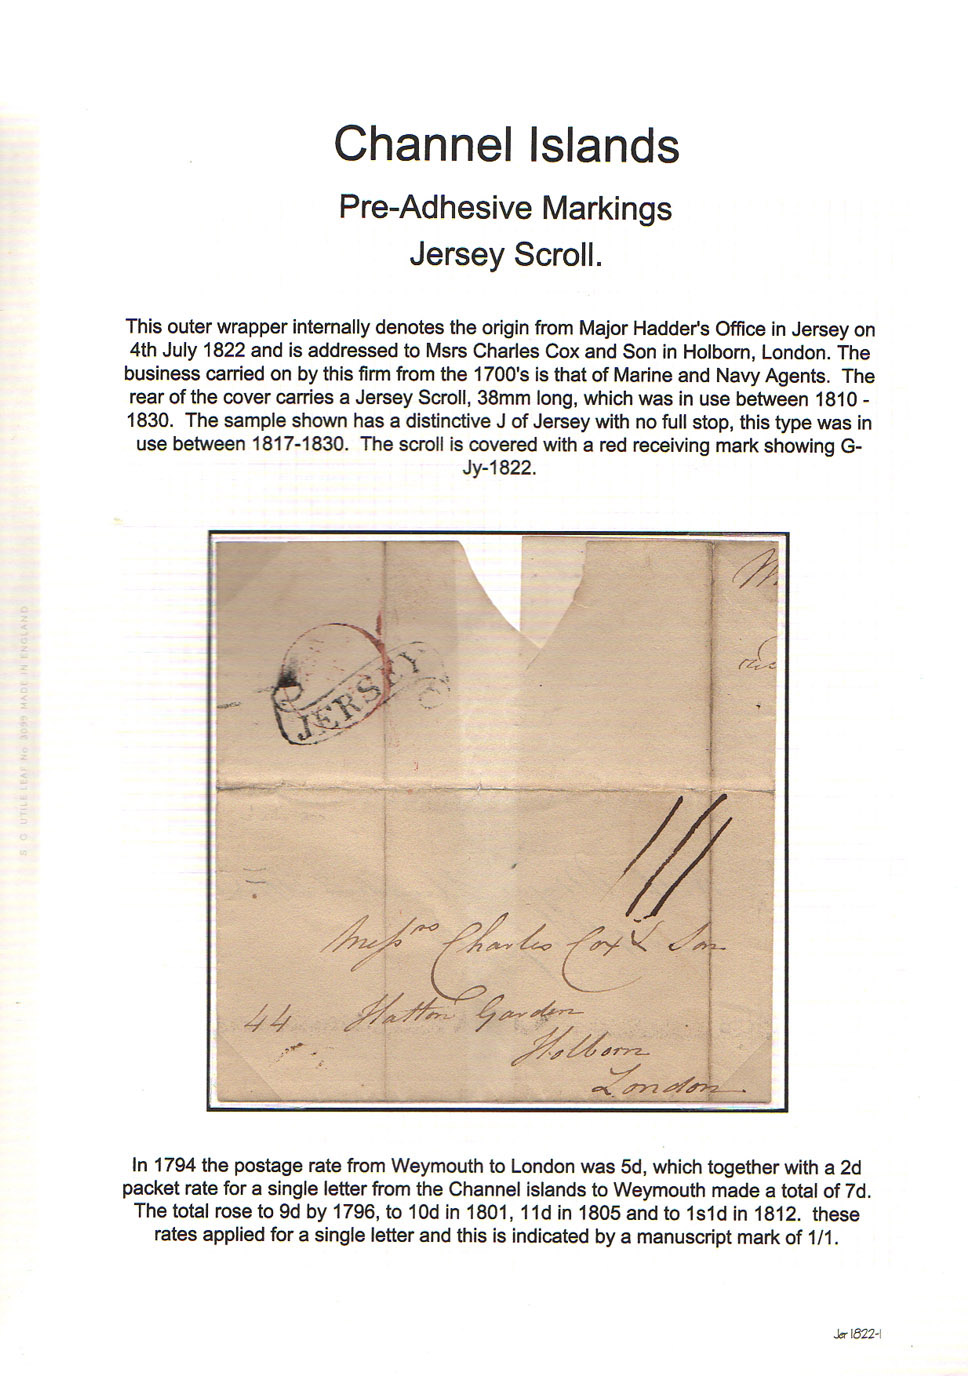 Channel Islands
Pre-Adhesive Markings
Jersey Scroll.
This outer wrapper internally denotes the origin from Major Hadder's Office in Jersey on
4th July 1822 and is addressed to Msrs Charles Cox and Son in Holborn, London. The
business carried on by this firm from the 1700's is that of Marine and Navy Agents. The
rear of the cover carries a Jersey Scroll, 38mm long, which was in use between 1810 -
1830. The sample shown has a distinctive J of Jersey with no full stop, this type was in
use between 1817-1830. The scroll is covered with a red receiving mark showing G-
Jy-1822.
S. G. UTILE LEAF No 3099 MADE IN ENGLAND
JERSEY
1/1
Messrs Charles Cox & Son
44 Hatton Garden
Holborn
London
In 1794 the postage rate from Weymouth to London was 5d, which together with a 2d
packet rate for a single letter from the Channel islands to Weymouth made a total of 7d.
The total rose to 9d by 1796, to 10d in 1801, 11d in 1805 and to 1s1d in 1812. these
rates applied for a single letter and this is indicated by a manuscript mark of 1/1.
Jer 1822-1